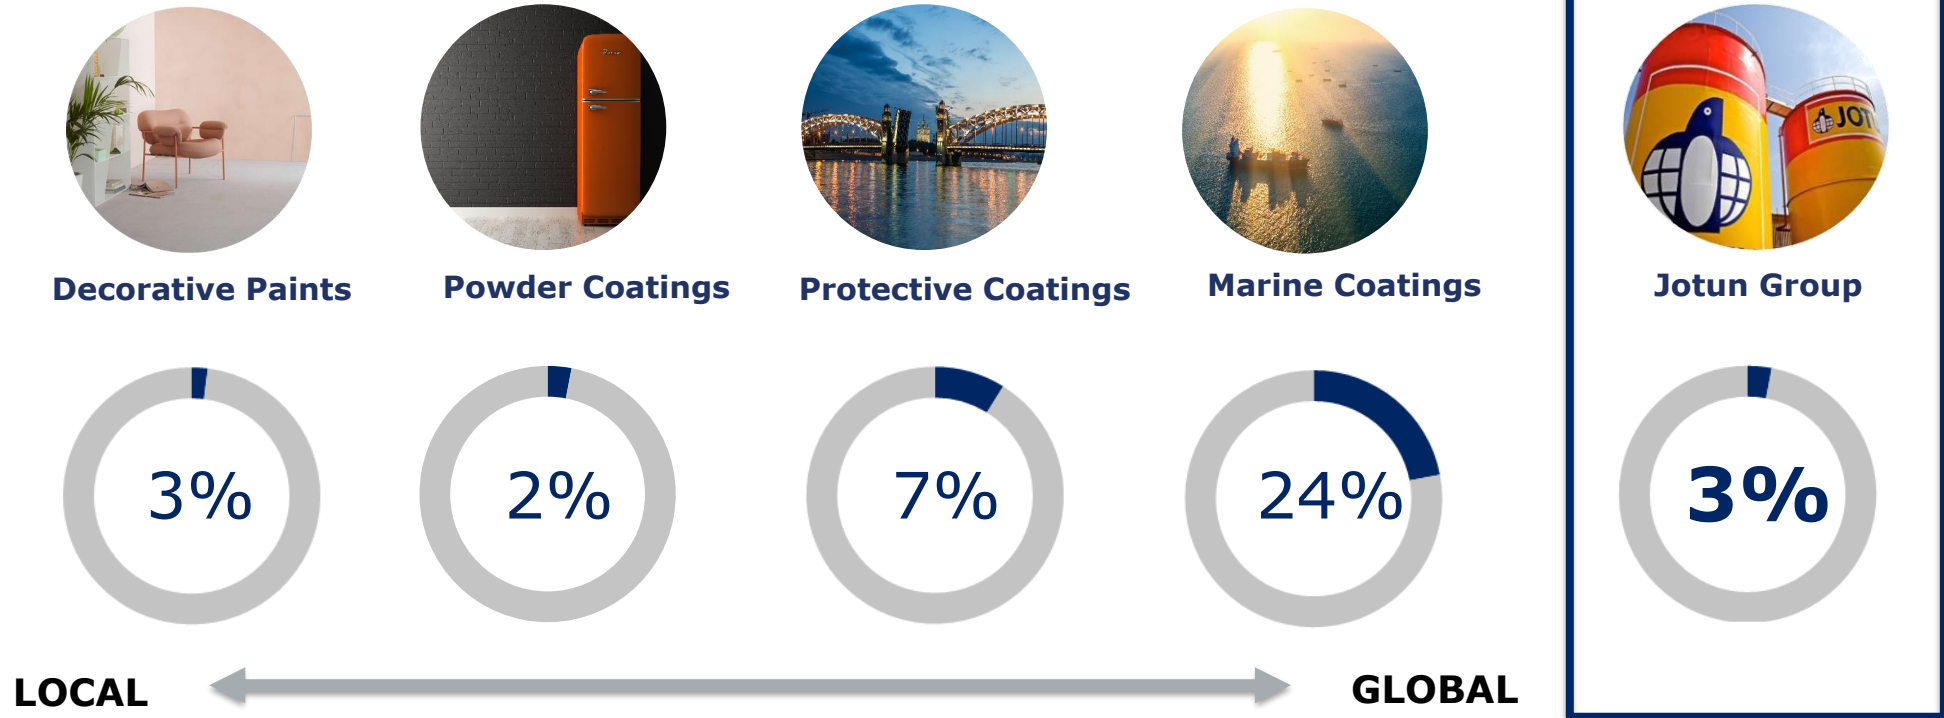 Decorative Paints
Powder Coatings
Protective Coatings
Marine Coatings
Jotun Group
3%
2%
7%
24%
3%
LOCAL
GLOBAL